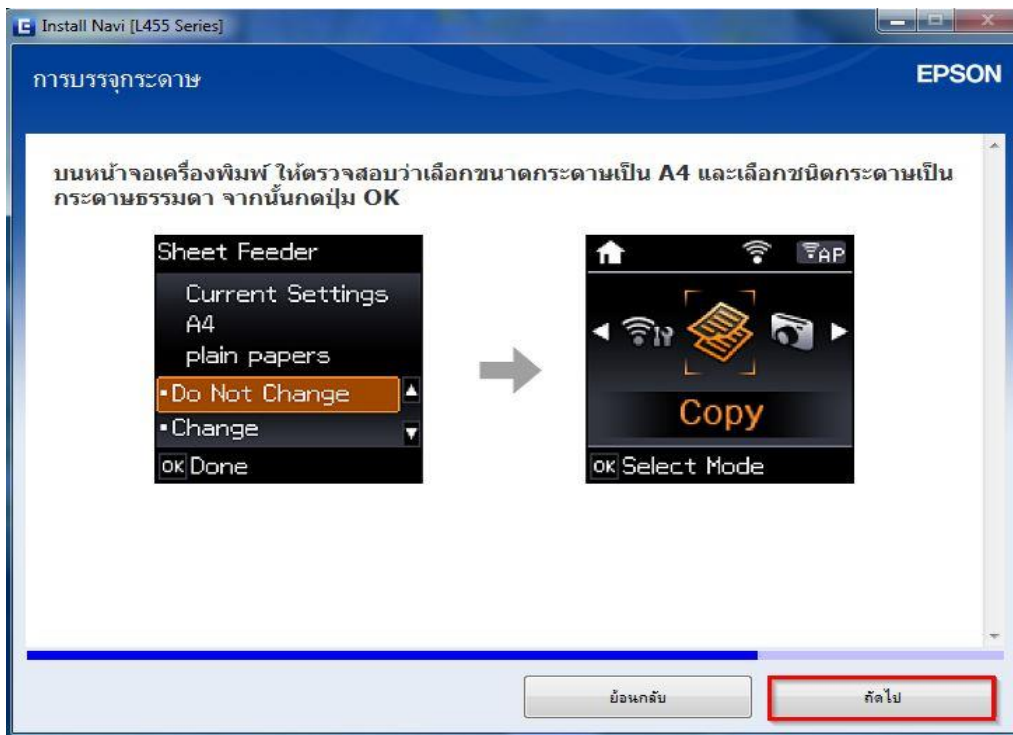 Install Navi [L455 Series]
การบรรจุกระดาษ
EPSON
บนหน้าจอเครื่องพิมพ์ ให้ตรวจสอบว่าเลือกขนาดกระดาษเป็น A4 และเลือกชนิดกระดาษเป็น
กระดาษธรรมดา จากนั้นกดปุ่ม OK
Sheet Feeder
Current Settings
A4
plain papers
Do Not Change
Change
OK Done
AP
Copy
OK Select Mode
ย้อนกลับ
ถัดไป